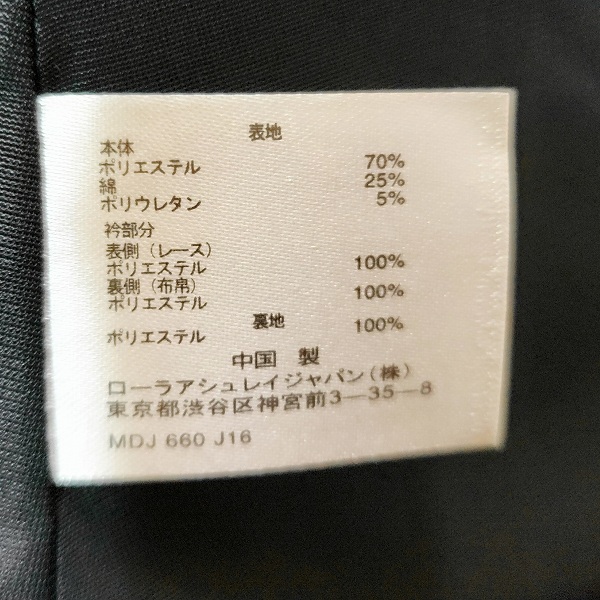 表地
本体
ポリエステル 70%
綿 25%
ポリウレタン 5%
衿部分
表側(レース)
ポリエステル 100%
裏側(布帛)
ポリエステル 100%
裏地
ポリエステル 100%
中国 製
ローラアシュレイジャパン(株)
東京都渋谷区神宮前3―35―8
MDJ 660 J16